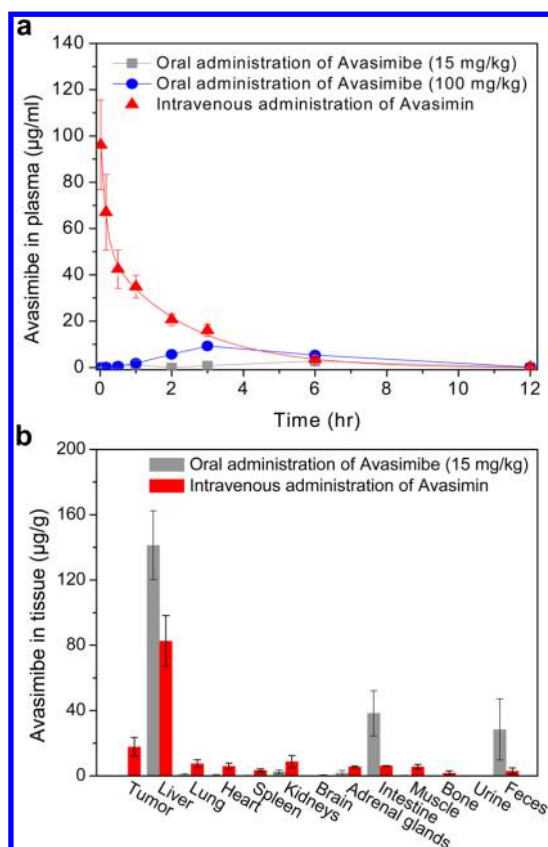 a
140
120
100
80
60
40
20
0
Avasimibe in plasma (µg/ml)
Oral administration of Avasimibe (15 mg/kg)
Oral administration of Avasimibe (100 mg/kg)
Intravenous administration of Avasimin
0 2 4 6 8 10 12
Time (hr)
b
200
160
120
80
40
0
Avasimibe in tissue (µg/g)
Oral administration of Avasimibe (15 mg/kg)
Intravenous administration of Avasimin
Tumor
Liver
Lung
Heart
Spleen
Kidneys
Brain
Adrenal glands
Intestine
Muscle
Bone
Urine
Feces